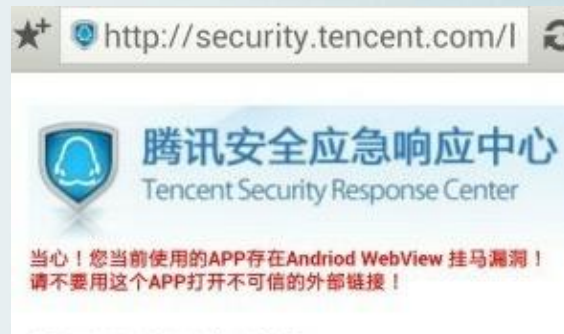 http://security.tencent.com/l
腾讯安全应急响应中心
Tencent Security Response Center
当心！您当前使用的APP存在Andriod WebView 挂马漏洞！
请不要用这个APP打开不可信的外部链接！